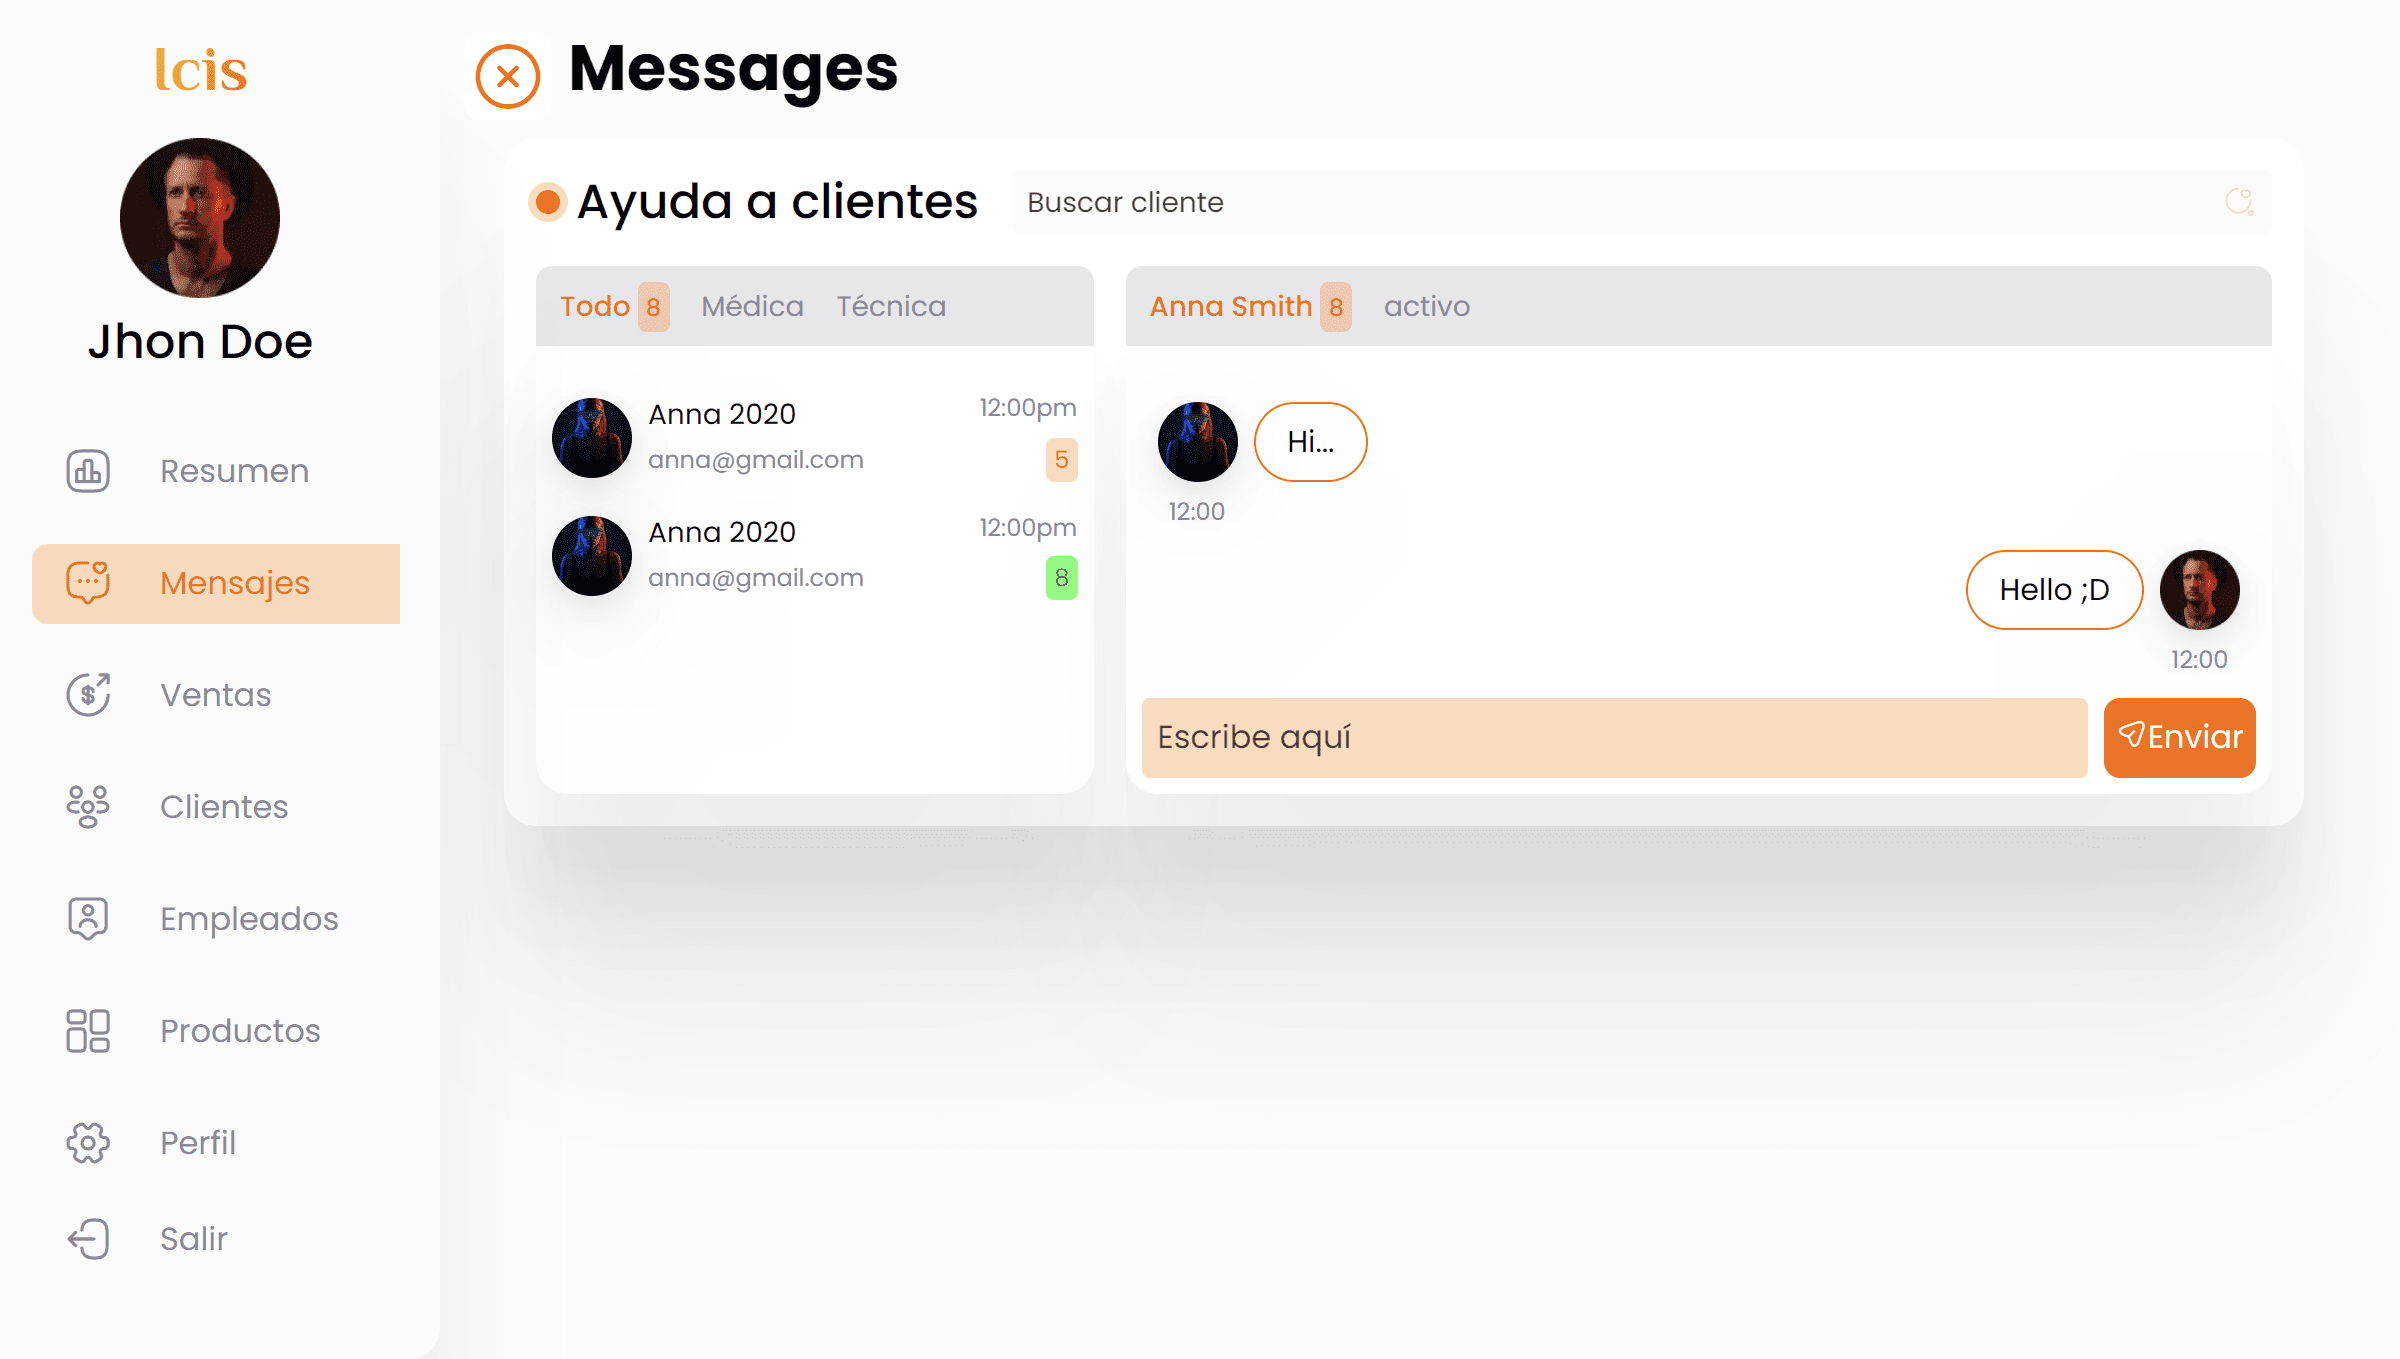 lcis
Jhon Doe
Resumen
Mensajes
Ventas
Clientes
Empleados
Productos
Perfil
Salir
Messages
Ayuda a clientes
Buscar cliente
Todo 8 Médica Técnica
Anna 2020 12:00pm
anna@gmail.com 5
Anna 2020 12:00pm
anna@gmail.com 8
Anna Smith 8 activo
Hi...
12:00
Hello ;D
12:00
Escribe aquí
Enviar